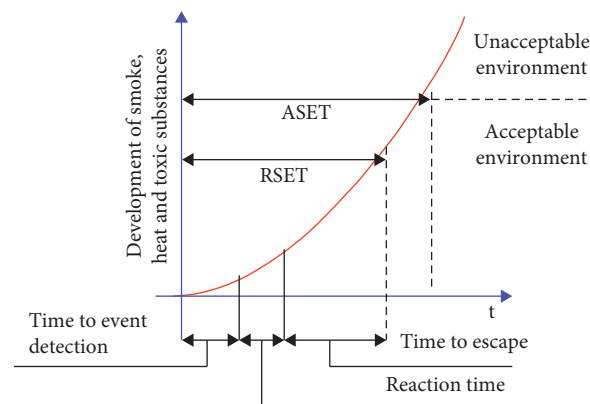 Development of smoke,
heat and toxic substances
Unacceptable
environment
ASET
Acceptable
environment
RSET
t
Time to event
detection
Time to escape
Reaction time